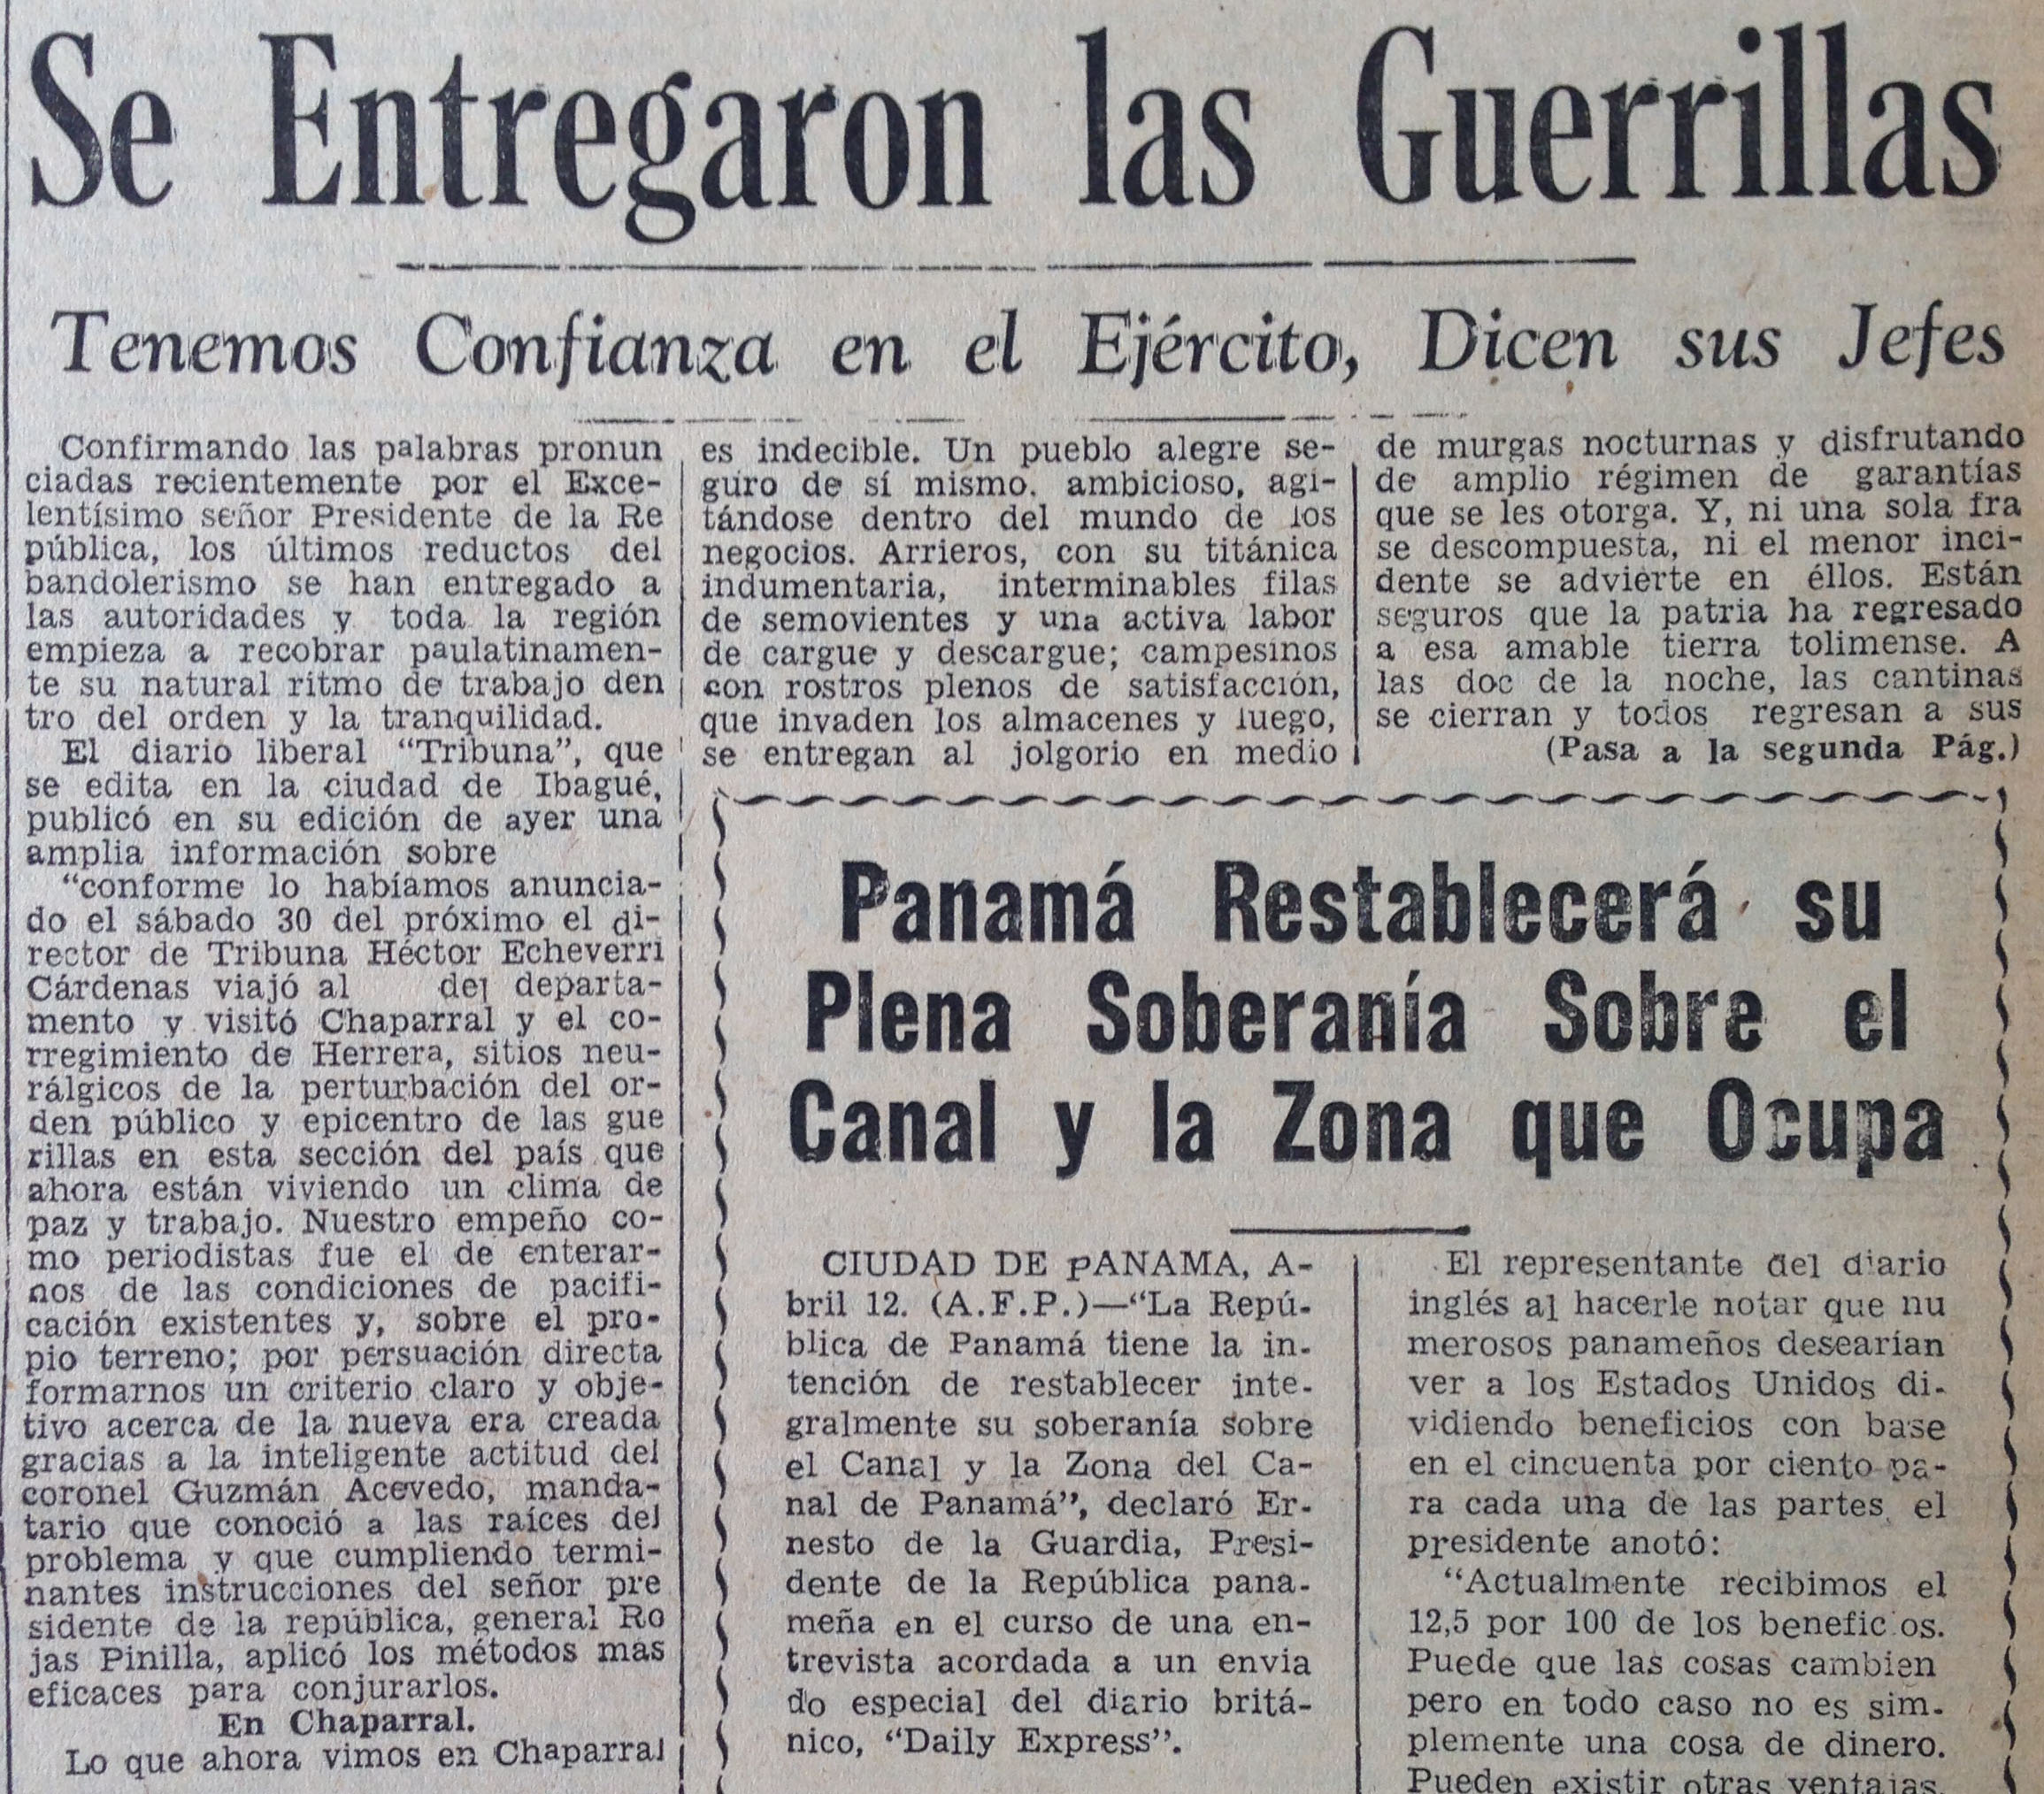 Se Entregaron las Guerrillas
Tenemos Confianza en el Ejército, Dicen sus Jefes
Confirmando las palabras pronun
ciadas recientemente por el Exce-
lentísimo señor Presidente de la Re
pública, los últimos reductos del
bandolerismo se han entregado a
las autoridades y toda la región
empieza a recobrar paulatinamen-
te su natural ritmo de trabajo den
tro del orden y la tranquilidad.
El diario liberal “Tribuna”, que
se edita en la ciudad de Ibagué,
publicó en su edición de ayer una
amplia información sobre
“conforme lo habíamos anuncia-
do el sábado 30 del próximo el di-
rector de Tribuna Héctor Echeverri
Cárdenas viajó al del departa-
mento y visitó Chaparral y el co-
rregimiento de Herrera, sitios neu-
rálgicos de la perturbación del or-
den público y epicentro de las gue
rillas en esta sección del país que
ahora están viviendo un clima de
paz y trabajo. Nuestro empeño co-
mo periodistas fue el de enterar-
nos de las condiciones de pacifi-
cación existentes y, sobre el pro-
pio terreno; por persuación directa
formarnos un criterio claro y obje-
tivo acerca de la nueva era creada
gracias a la inteligente actitud del
coronel Guzmán Acevedo, manda-
tario que conoció a las raíces del
problema y que cumpliendo termi-
nantes instrucciones del señor pre
sidente de la república, general Ro
jas Pinilla, aplicó los métodos más
eficaces para conjurarlos.
En Chaparral.
Lo que ahora vimos en Chaparral
es indecible. Un pueblo alegre se-
guro de sí mismo. ambicioso, agi-
tándose dentro del mundo de los
negocios. Arrieros, con su titánica
indumentaria, interminables filas
de semovientes y una activa labor
de cargue y descargue; campesinos
con rostros plenos de satisfacción,
que invaden los almacenes y luego,
se entregan al jolgorio en medio
de murgas nocturnas y disfrutando
de amplio régimen de garantías
que se les otorga. Y, ni una sola fra
se descompuesta, ni el menor inci-
dente se advierte en éllos. Están
seguros que la patria ha regresado
a esa amable tierra tolimense. A
las doc de la noche, las cantinas
se cierran y todos regresan a sus
(Pasa a la segunda Pág.)
Panamá Restablecerá su
Plena Soberanía Sobre el
Canal y la Zona que Ocupa
CIUDAD DE PANAMA, A-
bril 12. (A.F.P.)—“La Repú-
blica de Panamá tiene la in-
tención de restablecer inte-
gralmente su soberanía sobre
el Canal y la Zona del Ca-
nal de Panamá”, declaró Er-
nesto de la Guardia, Presi-
dente de la República pana-
meña en el curso de una en-
trevista acordada a un envia
do especial del diario britá-
nico, “Daily Express”.
El representante del diario
inglés al hacerle notar que nu
merosos panameños desearían
ver a los Estados Unidos di-
vidiendo beneficios con base
en el cincuenta por ciento pa-
ra cada una de las partes, el
presidente anotó:
“Actualmente recibimos el
12,5 por 100 de los benefic os.
Puede que las cosas cambien
pero en todo caso no es sim-
plemente una cosa de dinero.
Pueden existir otras ventajas,